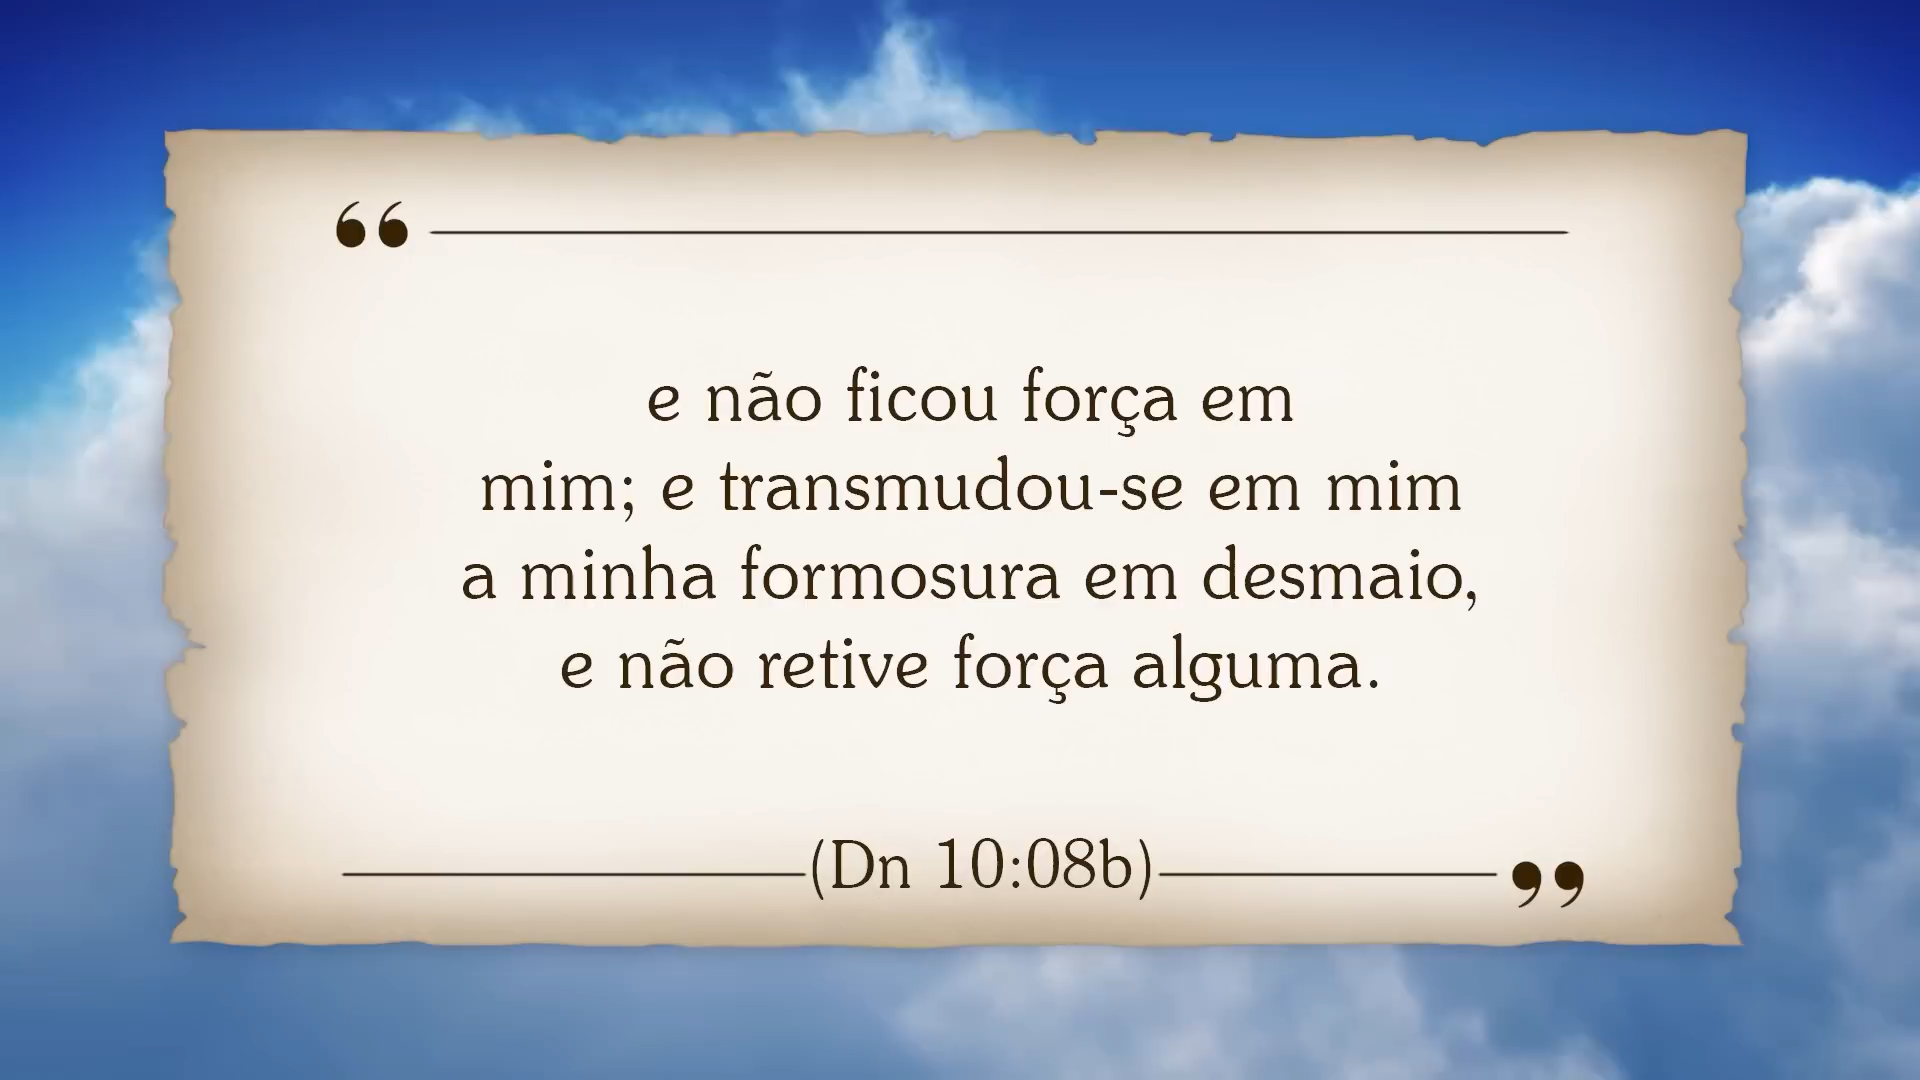 “
e não ficou força em
mim; e transmudou-se em mim
a minha formosura em desmaio,
e não retive força alguma.
(Dn 10:08b)
”